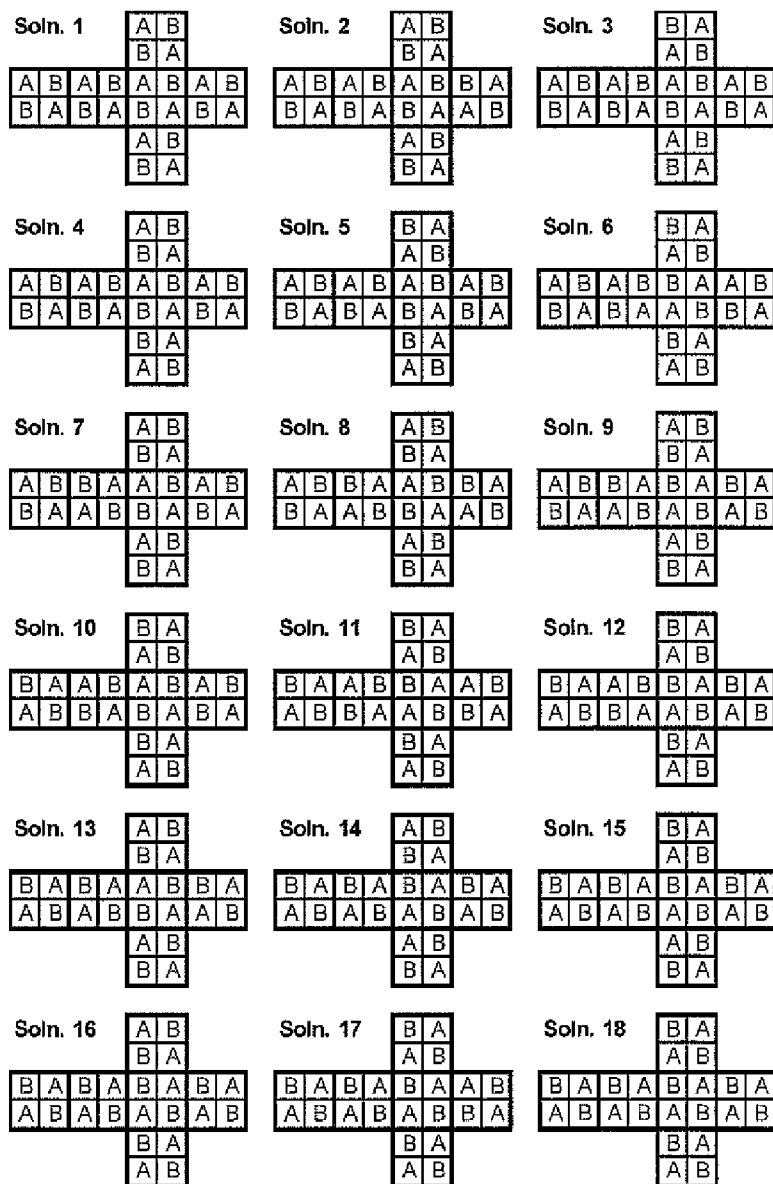 Soln. 1
A B
B A
A B A B A B A B
B A B A B A B A
A B
B A
Soln. 2
A B
B A
A B A B A B B A
B A B A B A A B
A B
B A
Soln. 3
B A
A B
A B A B A B A B
B A B A B A B A
A B
B A
Soln. 4
A B
B A
A B A B A B A B
B A B A B A B A
B A
A B
Soln. 5
B A
A B
A B A B A B A B
B A B A B A B A
B A
A B
Soln. 6
B A
A B
A B A B B A A B
B A B A A B B A
B A
A B
Soln. 7
A B
B A
A B B A A B A B
B A A B B A B A
A B
B A
Soln. 8
A B
B A
A B B A A B B A
B A A B B A A B
A B
B A
Soln. 9
A B
B A
A B B A B A B A
B A A B A B A B
A B
B A
Soln. 10
B A
A B
B A A B A B A B
A B B A B A B A
B A
A B
Soln. 11
B A
A B
B A A B B A A B
A B B A A B B A
B A
A B
Soln. 12
B A
A B
B A A B B A B A
A B B A A B A B
B A
A B
Soln. 13
A B
B A
B A B A A B B A
A B A B B A A B
A B
B A
Soln. 14
A B
B A
B A B A B A B A
A B A B A B A B
A B
B A
Soln. 15
B A
A B
B A B A B A B A
A B A B A B A B
A B
B A
Soln. 16
A B
B A
B A B A B A B A
A B A B A B A B
B A
A B
Soln. 17
B A
A B
B A B A B A A B
A B A B A B B A
B A
A B
Soln. 18
B A
A B
B A B A B A B A
A B A B A B A B
B A
A B